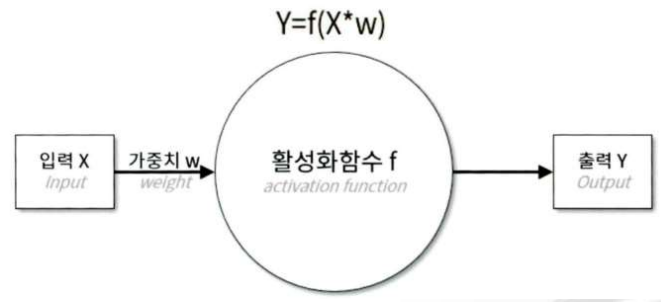 Y=f(X*w)
입력 X
Input
가중치 w
weight
활성화함수 f
activation function
출력 Y
Output